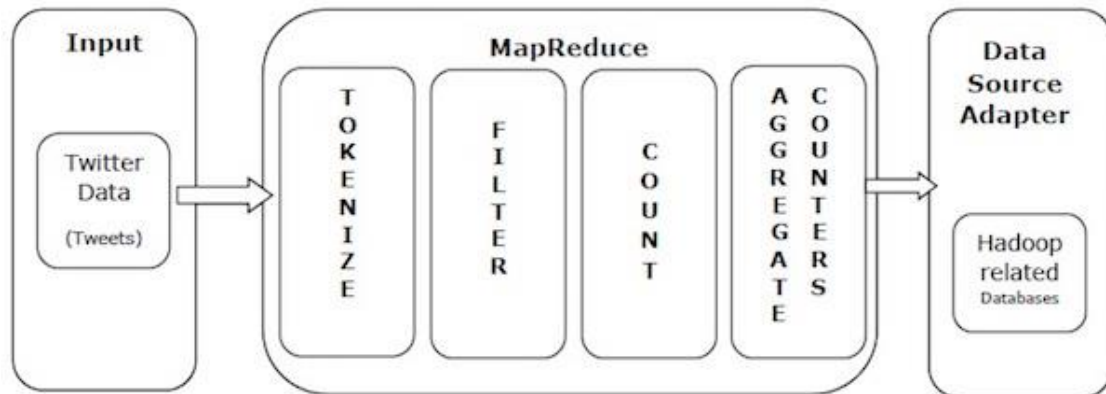 Input
Twitter
Data
(Tweets)
MapReduce
TOKENIZE
FILTER
COUNT
AGGREGATE
COUNTERS
Data
Source
Adapter
Hadoop
related
Databases